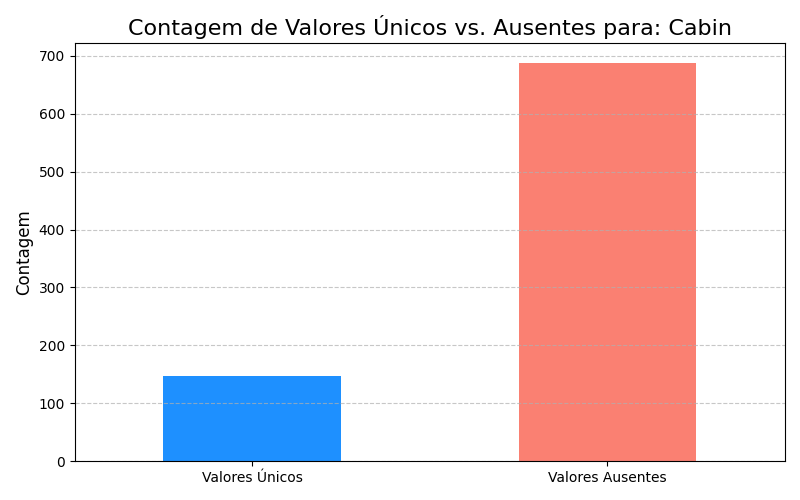 Contagem de Valores Únicos vs. Ausentes para: Cabin
Contagem
700
600
500
400
300
200
100
0
Valores Únicos
Valores Ausentes